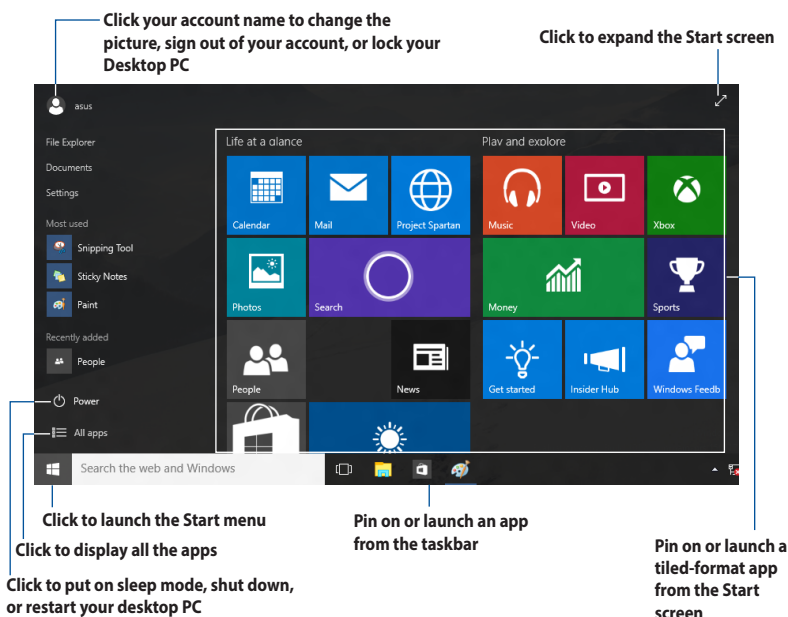 Click your account name to change the
picture, sign out of your account, or lock your
Desktop PC
Click to expand the Start screen
asus
File Explorer
Documents
Settings
Most used
Snipping Tool
Sticky Notes
Paint
Recently added
People
Power
All apps
Life at a glance
Calendar
Mail
Project Spartan
Photos
Search
People
News
Play and explore
Music
Video
Xbox
Money
Sports
Get started
Insider Hub
Windows Feedb
Search the web and Windows
Click to launch the Start menu
Click to display all the apps
Click to put on sleep mode, shut down,
or restart your desktop PC
Pin on or launch an app
from the taskbar
Pin on or launch a
tiled-format app
from the Start
screen